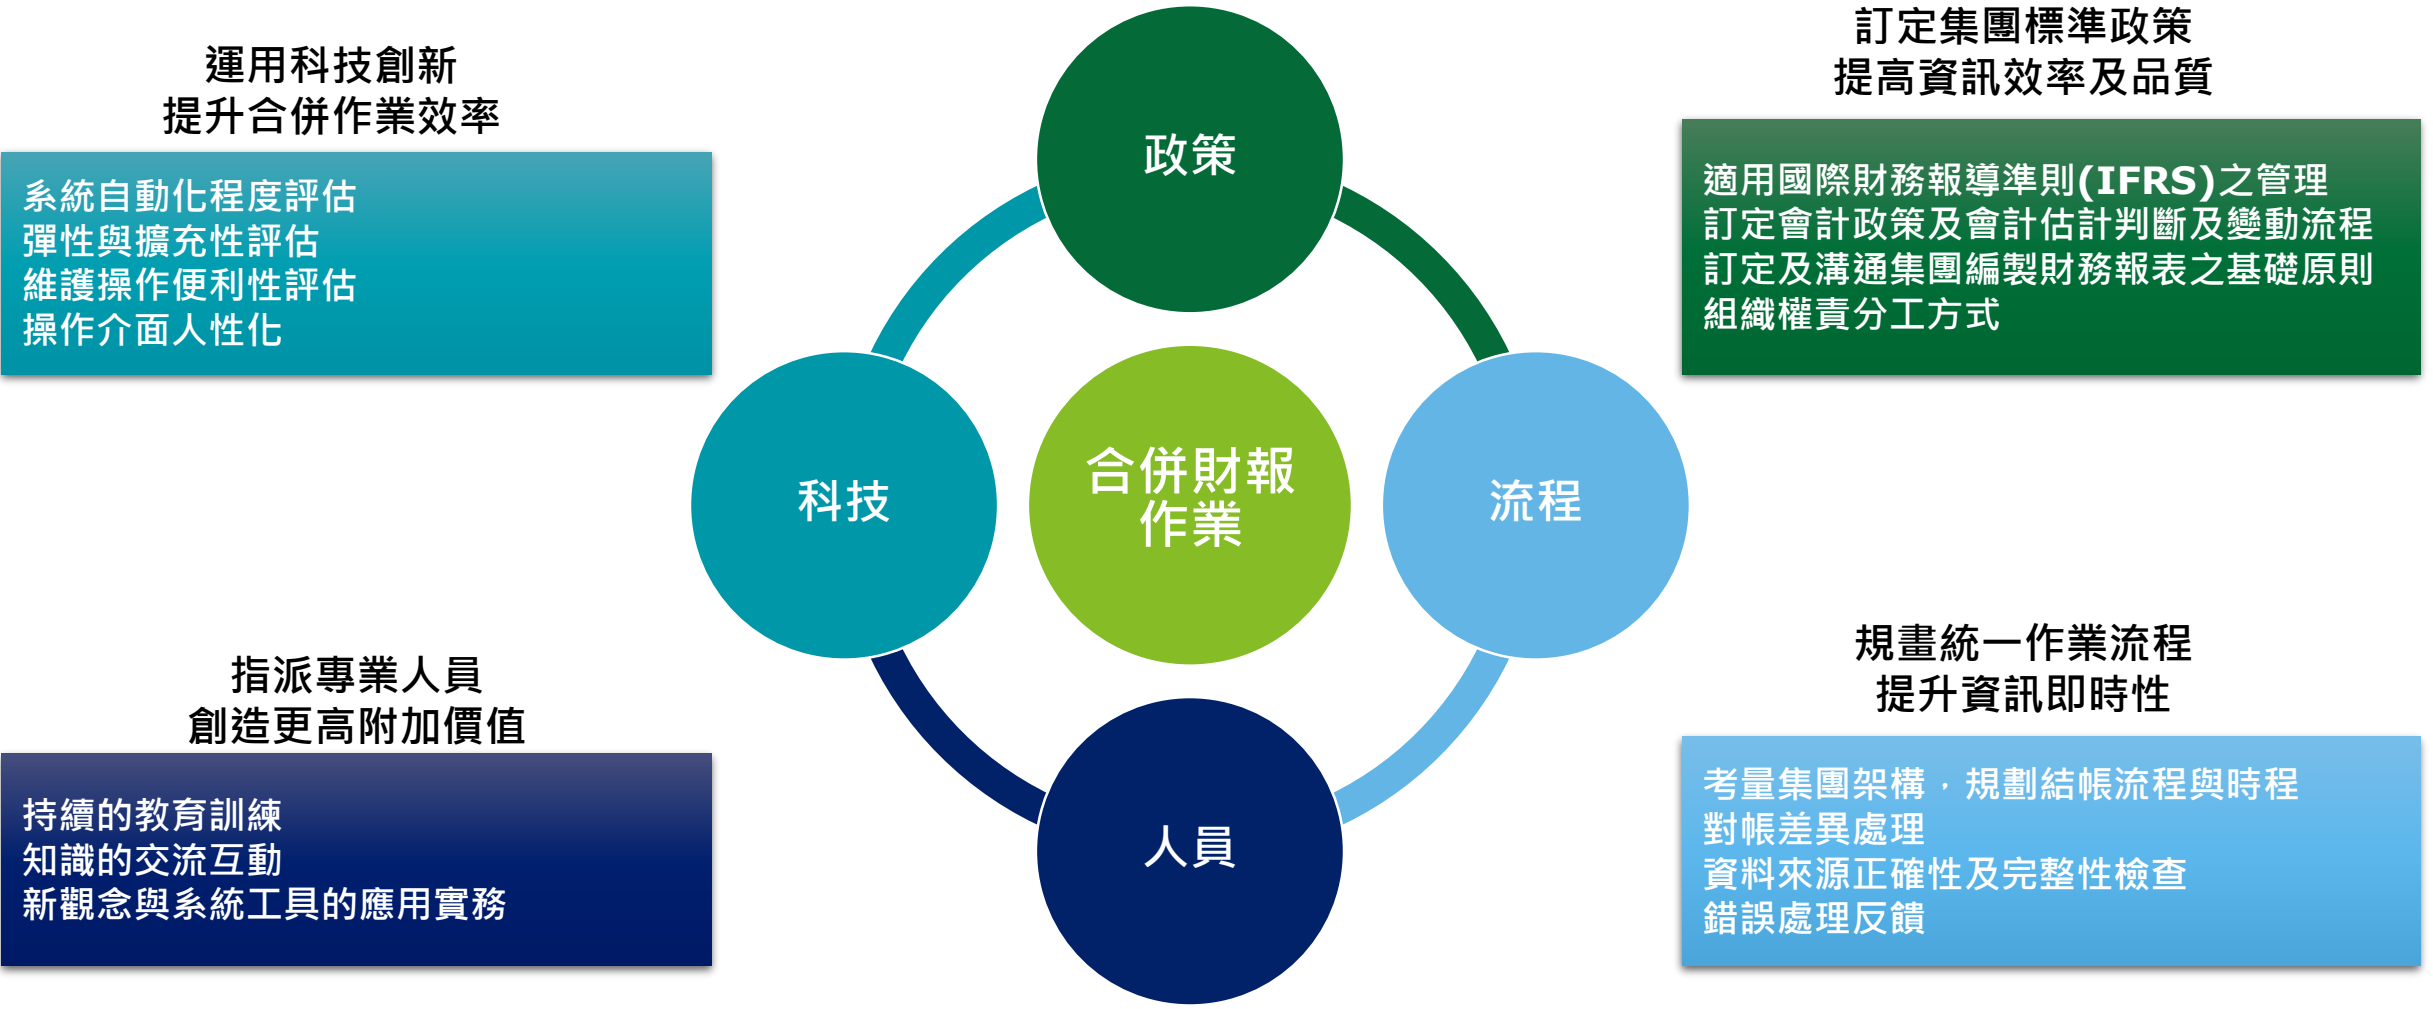 運用科技創新
提升合併作業效率
系統自動化程度評估
彈性與擴充性評估
維護操作便利性評估
操作介面人性化
政策
訂定集團標準政策
提高資訊效率及品質
適用國際財務報導準則(IFRS)之管理
訂定會計政策及會計估計判斷及變動流程
訂定及溝通集團編製財務報表之基礎原則
組織權責分工方式
科技
合併財報
作業
流程
指派專業人員
創造更高附加價值
持續的教育訓練
知識的交流互動
新觀念與系統工具的應用實務
人員
規畫統一作業流程
提升資訊即時性
考量集團架構，規劃結帳流程與時程
對帳差異處理
資料來源正確性及完整性檢查
錯誤處理反饋